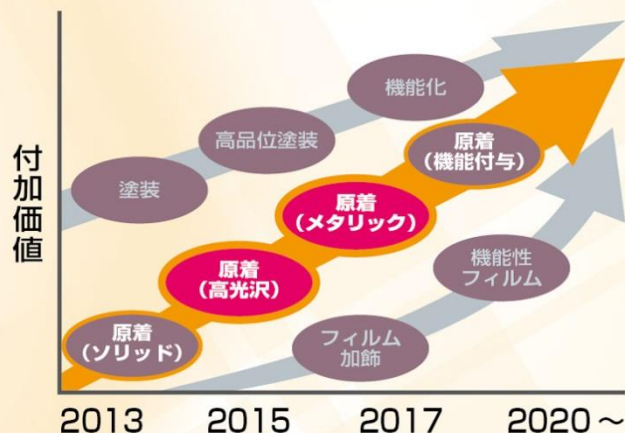 付加価値
機能化
高品位塗装
塗装
原着
(機能付与)
原着
(メタリック)
原着
(高光沢)
原着
(ソリッド)
機能性
フィルム
フィルム
加飾
2013
2015
2017
2020～